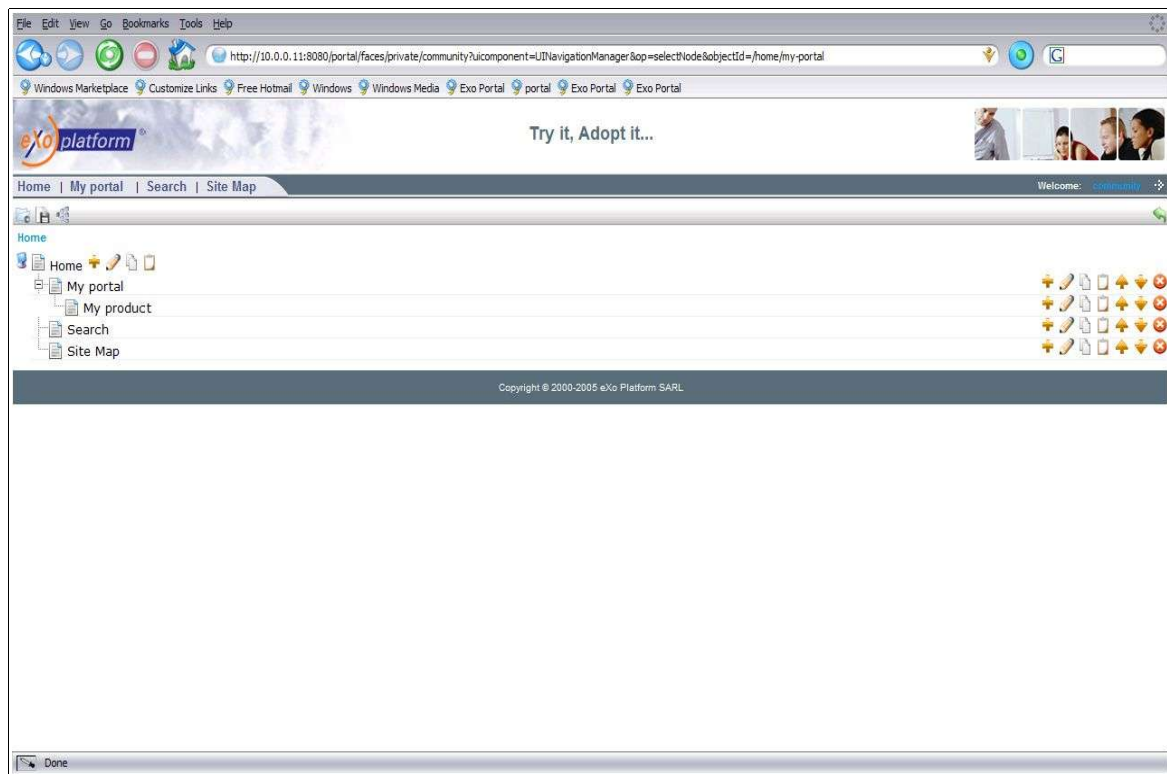 File Edit View Go Bookmarks Tools Help
http://10.0.0.11:8080/portal/faces/private/community?uicomponent=UINavigationManager&op=selectNode&objectId=/home/my-portal
G
Windows Marketplace Customize Links Free Hotmail Windows Windows Media Exo Portal portal Exo Portal Exo Portal
eXo platform ®
Try it, Adopt it...
Home | My portal | Search | Site Map
Welcome: community
Home
Home
My portal
My product
Search
Site Map
Copyright © 2000-2005 eXo Platform SARL
Done